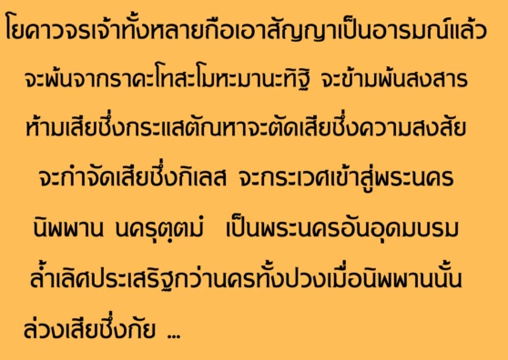 โยคาวจรเจ้าทั้งหลายถือเอาสัญญาเป็นอารมณ์แล้ว
จะพ้นจากราคะโทสะโมหะมานะทิฐิ จะข้ามพ้นสงสาร
ห้ามเสียซึ่งกระแสตัณหาจะตัดเสียซึ่งความสงสัย
จะกำจัดเสียซึ่งกิเลส จะกระเวศเข้าสู่พระนคร
นิพพาน นครุตฺตมํ เป็นพระนครอันอุดมบรม
ล้ำเลิศประเสริฐกว่านครทั้งปวงเมื่อนิพพานนั้น
ล่วงเสียซึ่งภัย ...